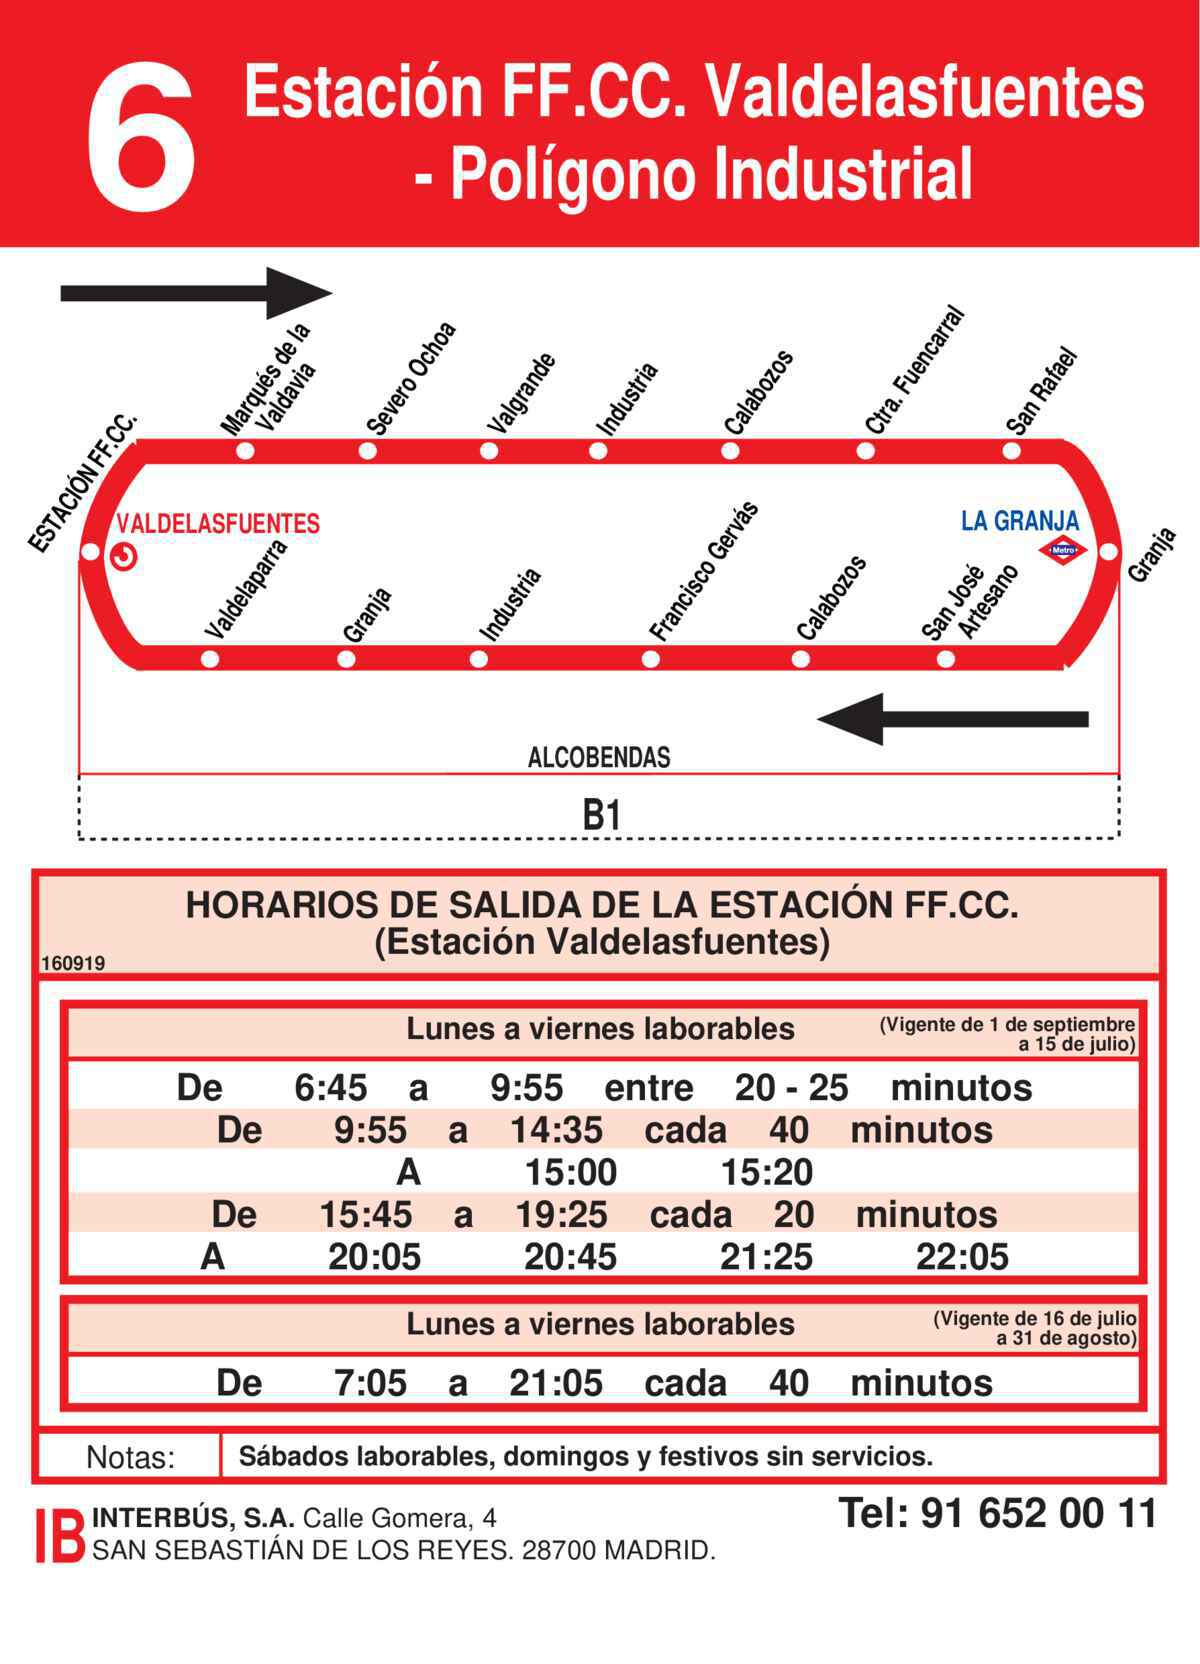 6
Estación FF.CC. Valdelasfuentes
- Polígono Industrial
ESTACIÓN FF.CC.
Marqués de la
Valdavia
Severo Ochoa
Valgrande
Industria
Calabozos
Ctra. Fuencarral
San Rafael
VALDELASFUENTES
LA GRANJA
Metro
Granja
Valdelaparra
Granja
Industria
Francisco Gervás
Calabozos
San José
Artesano
ALCOBENDAS
B1
HORARIOS DE SALIDA DE LA ESTACIÓN FF.CC.
(Estación Valdelasfuentes)
160919
Lunes a viernes laborables
(Vigente de 1 de septiembre
a 15 de julio)
De 6:45 a 9:55 entre 20 - 25 minutos
De 9:55 a 14:35 cada 40 minutos
A 15:00 15:20
De 15:45 a 19:25 cada 20 minutos
A 20:05 20:45 21:25 22:05
Lunes a viernes laborables
(Vigente de 16 de julio
a 31 de agosto)
De 7:05 a 21:05 cada 40 minutos
Notas: Sábados laborables, domingos y festivos sin servicios.
IB
INTERBÚS, S.A. Calle Gomera, 4
SAN SEBASTIÁN DE LOS REYES. 28700 MADRID.
Tel: 91 652 00 11